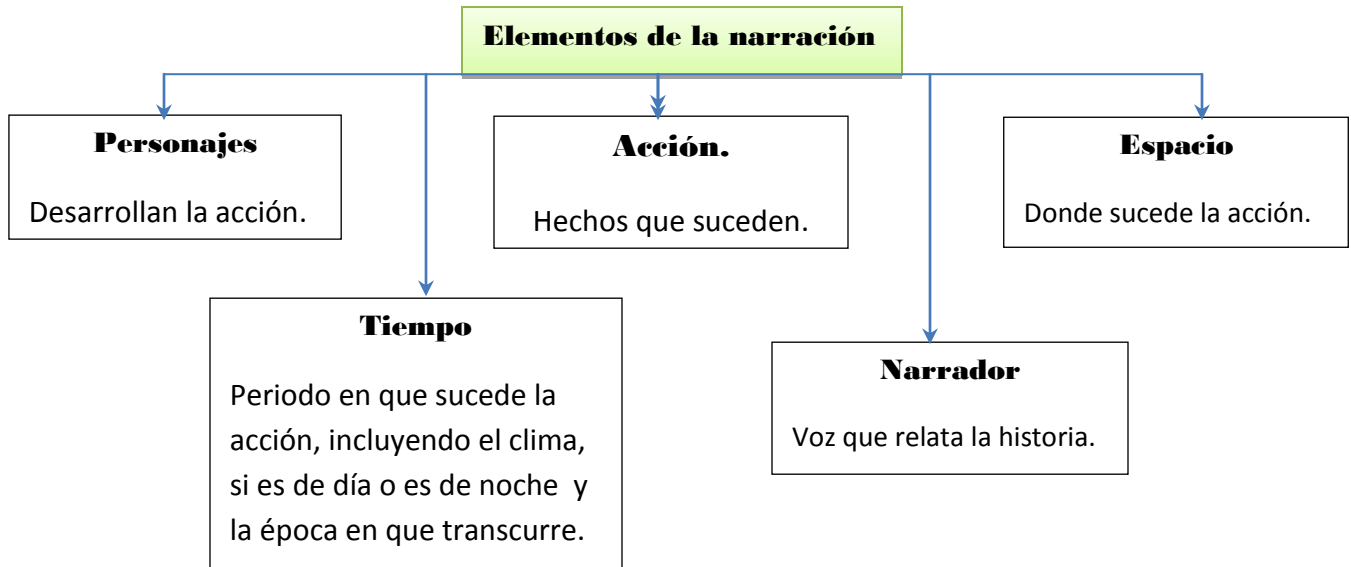 Elementos de la narración
Personajes
Desarrollan la acción.
Acción.
Hechos que suceden.
Espacio
Donde sucede la acción.
Tiempo
Periodo en que sucede la
acción, incluyendo el clima,
si es de día o es de noche y
la época en que transcurre.
Narrador
Voz que relata la historia.